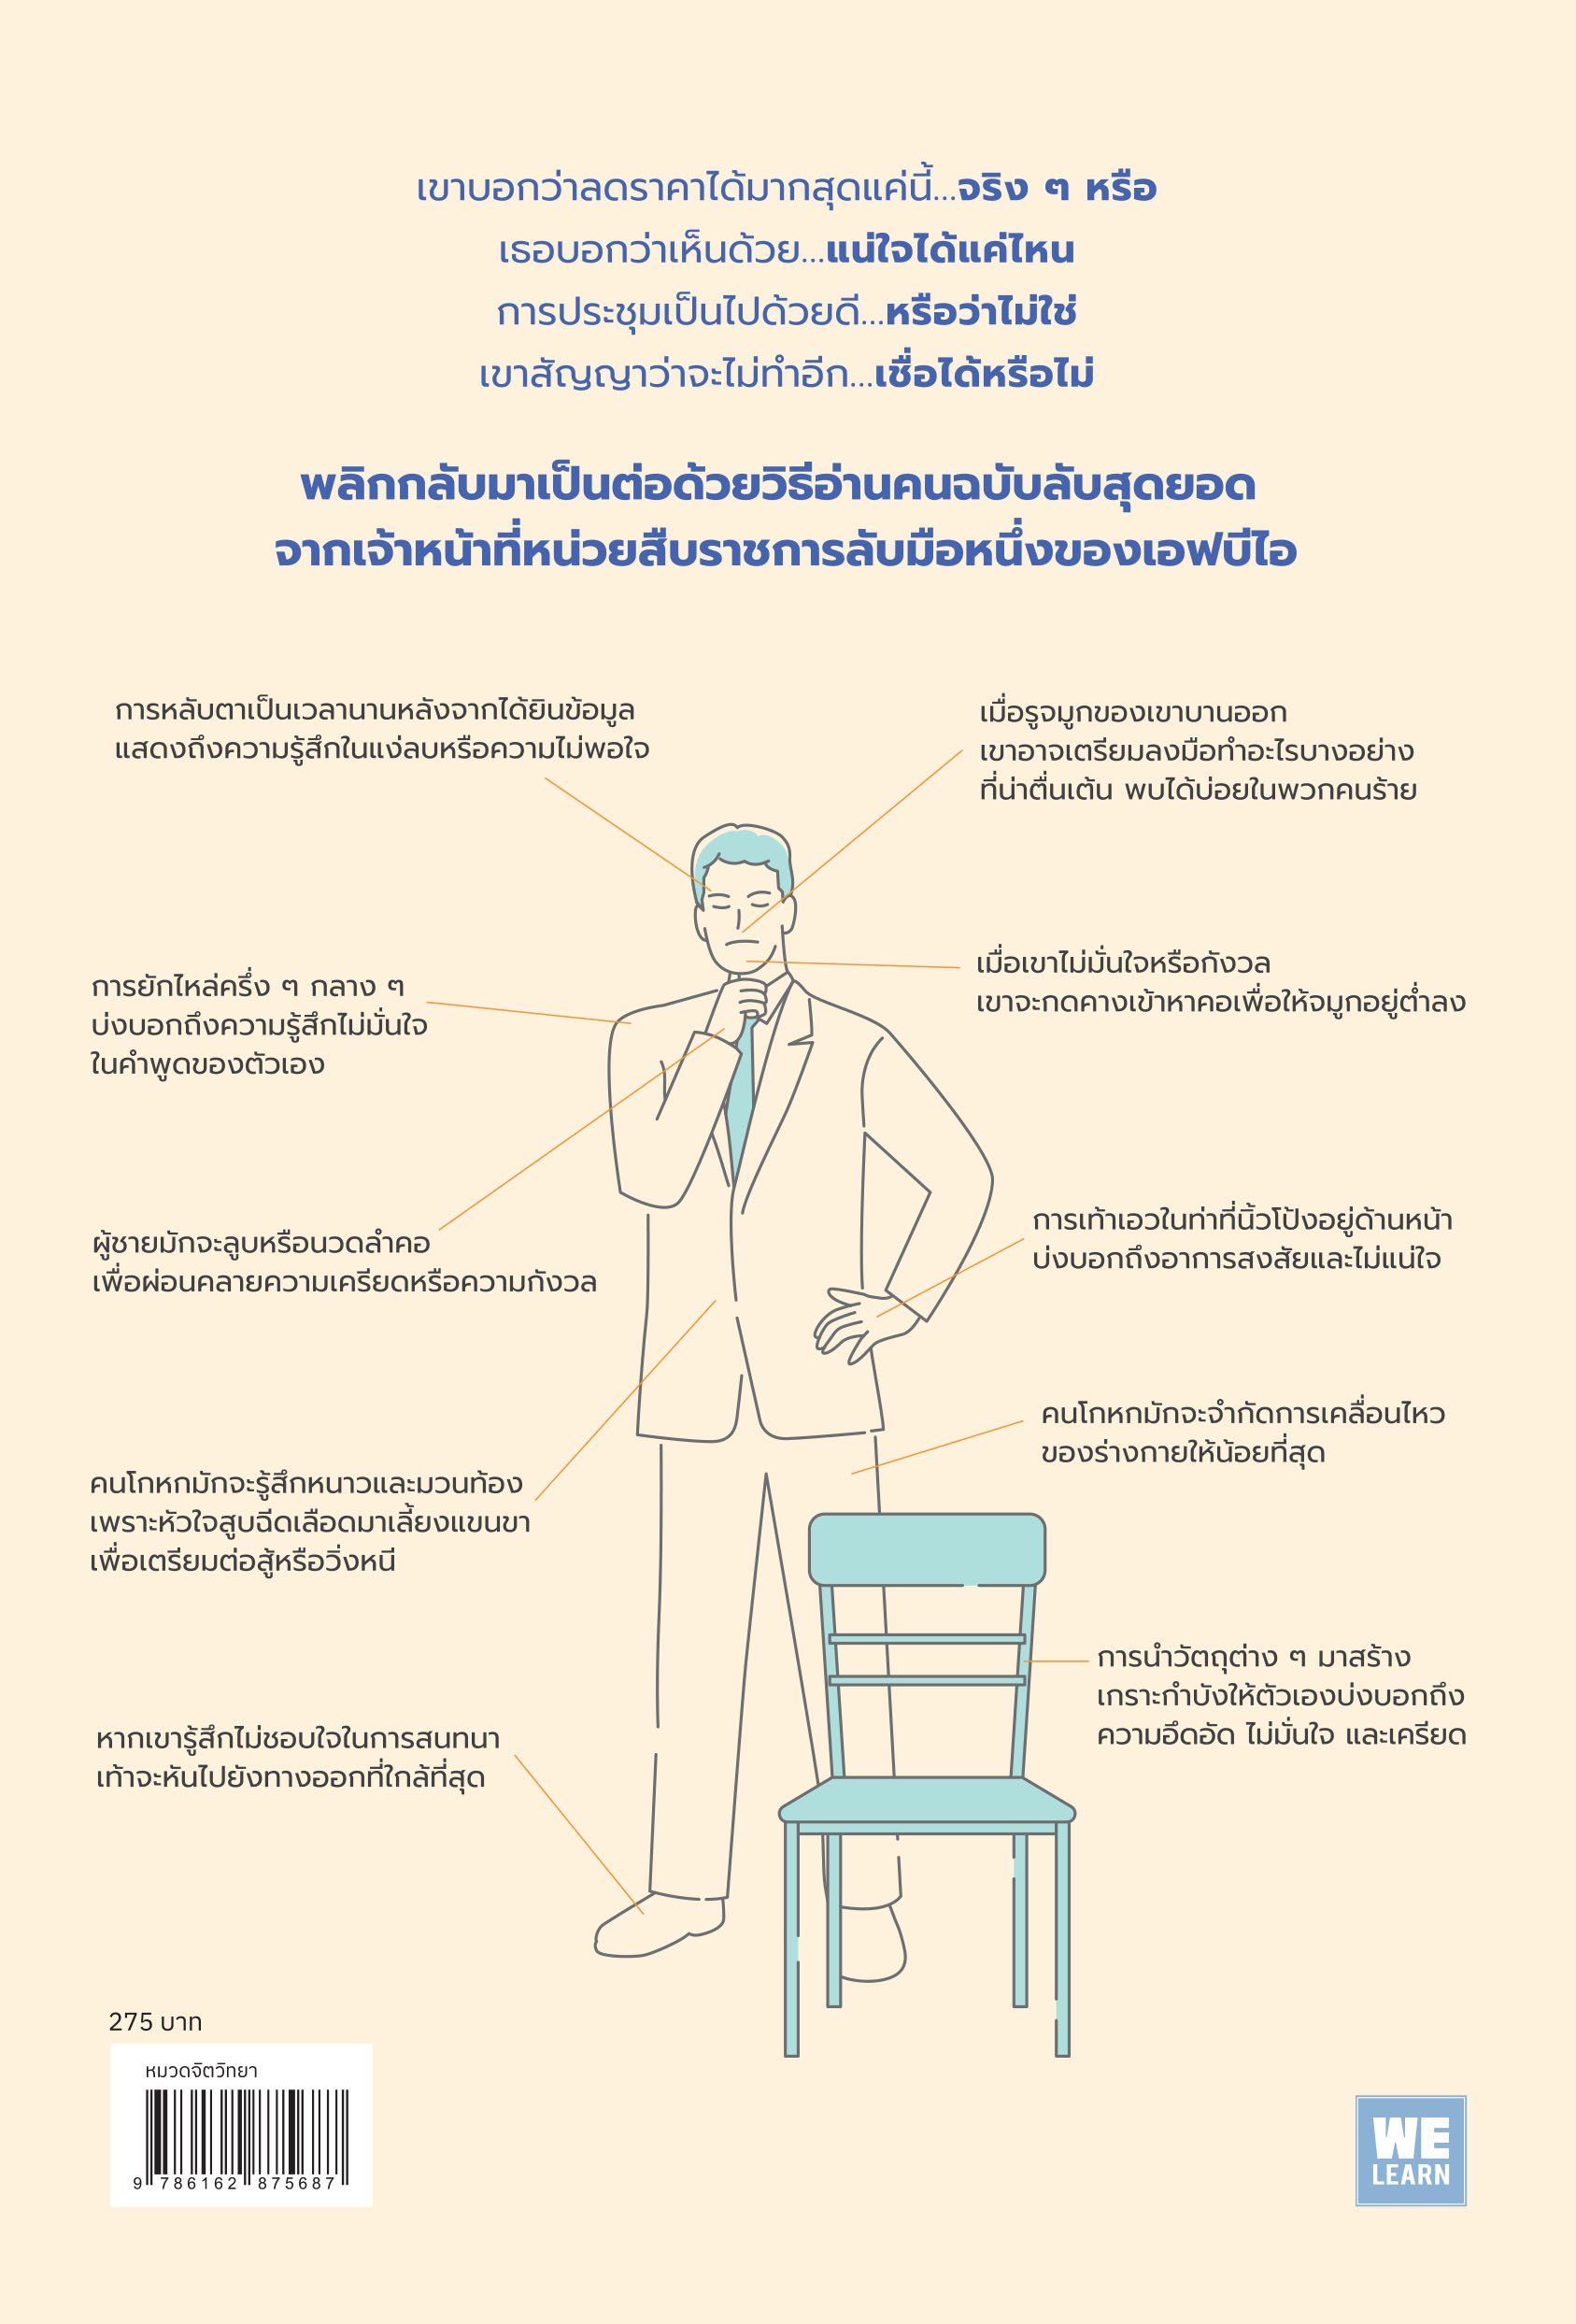 เขาบอกว่าลดราคาได้มากสุดแค่นี้...จริง ๆ หรือ
เธอบอกว่าเห็นด้วย...แน่ใจได้แค่ไหน
การประชุมเป็นไปด้วยดี...หรือว่าไม่ใช่
เขาสัญญาว่าจะไม่ทำอีก...เชื่อได้หรือไม่
พลิกกลับมาเป็นต่อด้วยวิธีอ่านคนฉบับลับสุดยอด
จากเจ้าหน้าที่หน่วยสืบราชการลับมือหนึ่งของเอฟบีไอ
การหลับตาเป็นเวลานานหลังจากได้ยินข้อมูล
แสดงถึงความรู้สึกในแง่ลบหรือความไม่พอใจ
เมื่อรูจมูกของเขาบานออก
เขาอาจเตรียมลงมือทำอะไรบางอย่าง
ที่น่าตื่นเต้น พบได้บ่อยในพวกคนร้าย
การยักไหล่ครึ่ง ๆ กลาง ๆ
บ่งบอกถึงความรู้สึกไม่มั่นใจ
ในคำพูดของตัวเอง
เมื่อเขาไม่มั่นใจหรือกังวล
เขาจะกดคางเข้าหาคอเพื่อให้จมูกอยู่ต่ำลง
ผู้ชายมักจะลูบหรือนวดลำคอ
เพื่อผ่อนคลายความเครียดหรือความกังวล
การเท้าเอวในท่าที่นิ้วโป้งอยู่ด้านหน้า
บ่งบอกถึงอาการสงสัยและไม่แน่ใจ
คนโกหกมักจะจำกัดการเคลื่อนไหว
ของร่างกายให้น้อยที่สุด
คนโกหกมักจะรู้สึกหนาวและมวนท้อง
เพราะหัวใจสูบฉีดเลือดมาเลี้ยงแขนขา
เพื่อเตรียมต่อสู้หรือวิ่งหนี
การนำวัตถุต่าง ๆ มาสร้าง
เกราะกำบังให้ตัวเองบ่งบอกถึง
ความอึดอัด ไม่มั่นใจ และเครียด
หากเขารู้สึกไม่ชอบใจในการสนทนา
เท้าจะหันไปยังทางออกที่ใกล้ที่สุด
275 บาท
หมวดจิตวิทยา
9 786162 875687
WE
LEARN